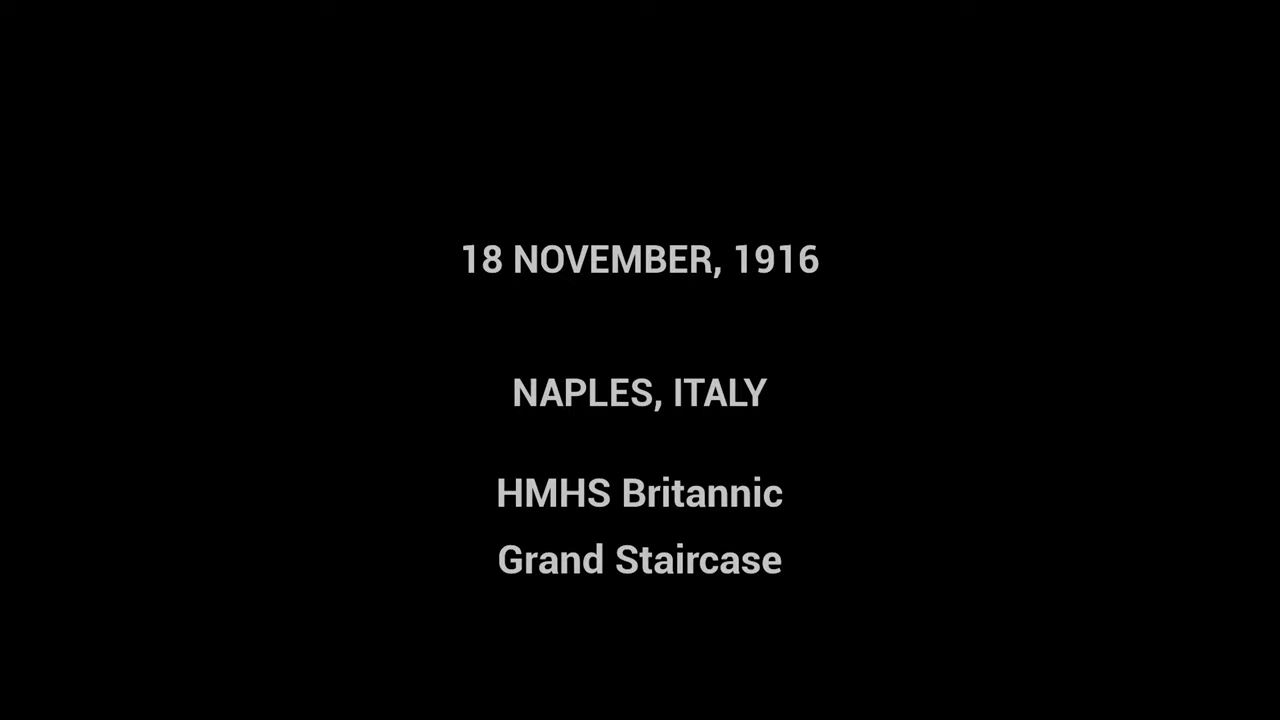 18 NOVEMBER, 1916
NAPLES, ITALY
HMHS Britannic
Grand Staircase